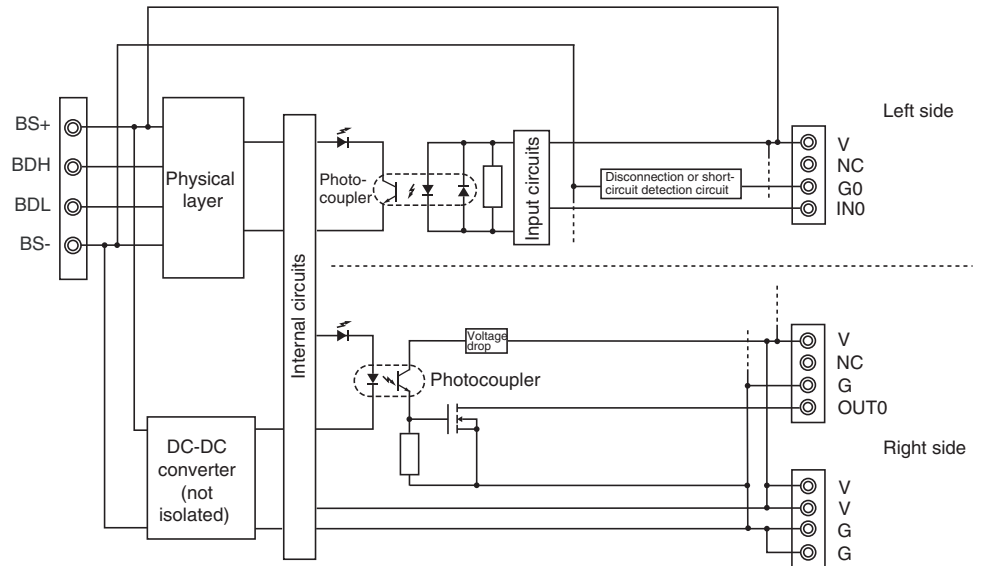 BS+
BDH
BDL
BS-
Physical
layer
Internal circuits
DC-DC
converter
(not
isolated)
Photo-
coupler
Input circuits
Disconnection or short-
circuit detection circuit
Left side
V
NC
G0
IN0
Voltage
drop
Photocoupler
V
NC
G
OUT0
Right side
V
V
G
G